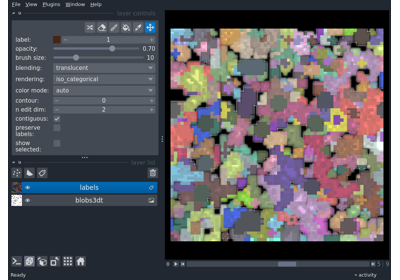 File View Plugins Window Help
layer controls
label: 1
opacity: 0.70
brush size: 10
blending: translucent
rendering: iso_categorical
color mode: auto
contour: 0
n edit dim: 2
contiguous:
preserve
labels:
show
selected:
layer list
labels
blobs3dt
Ready
activity